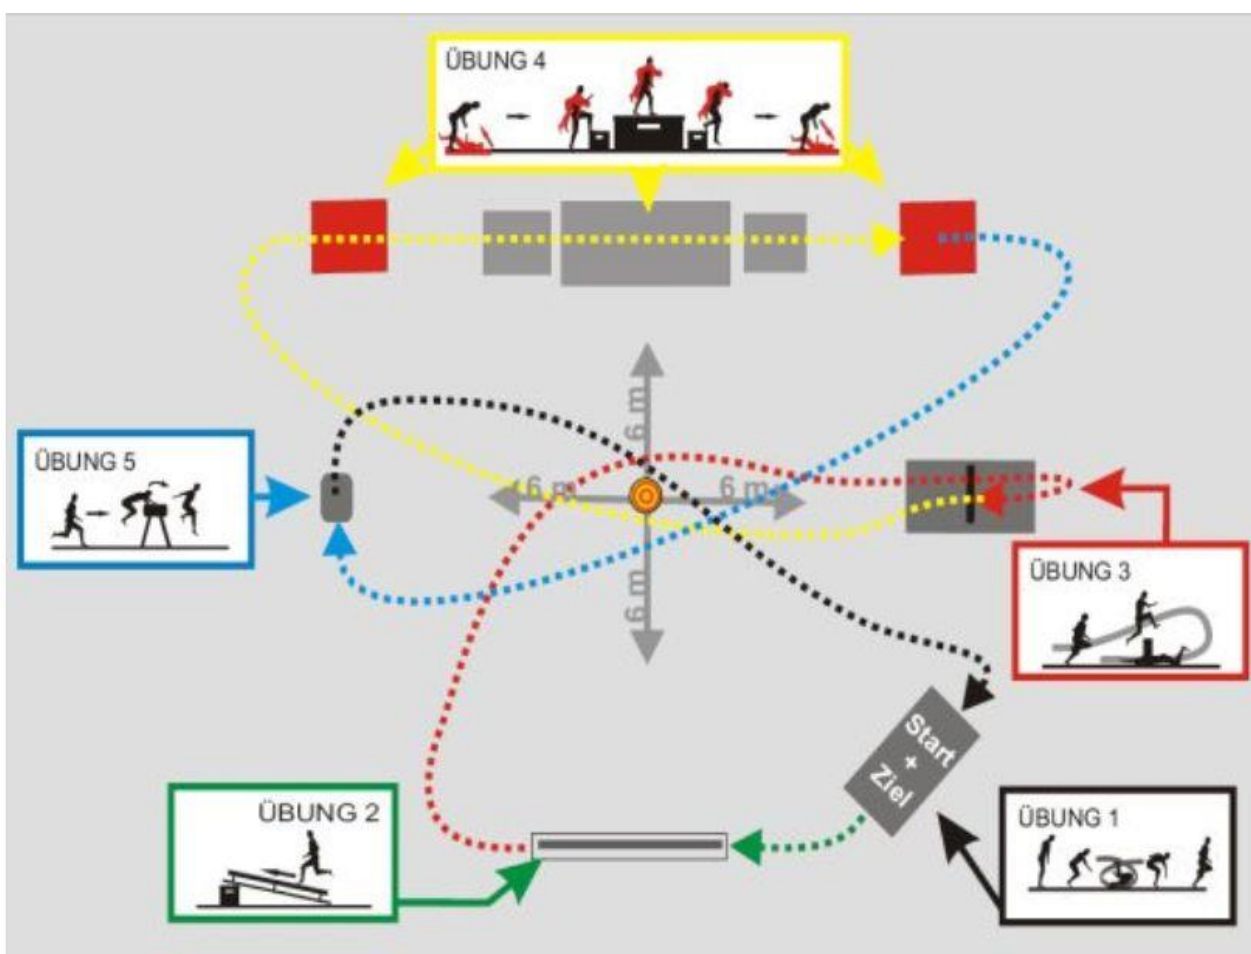 ÜBUNG 4
6 m
ÜBUNG 5
6 m
6 m
ÜBUNG 3
6 m
Start
+
Ziel
ÜBUNG 2
ÜBUNG 1